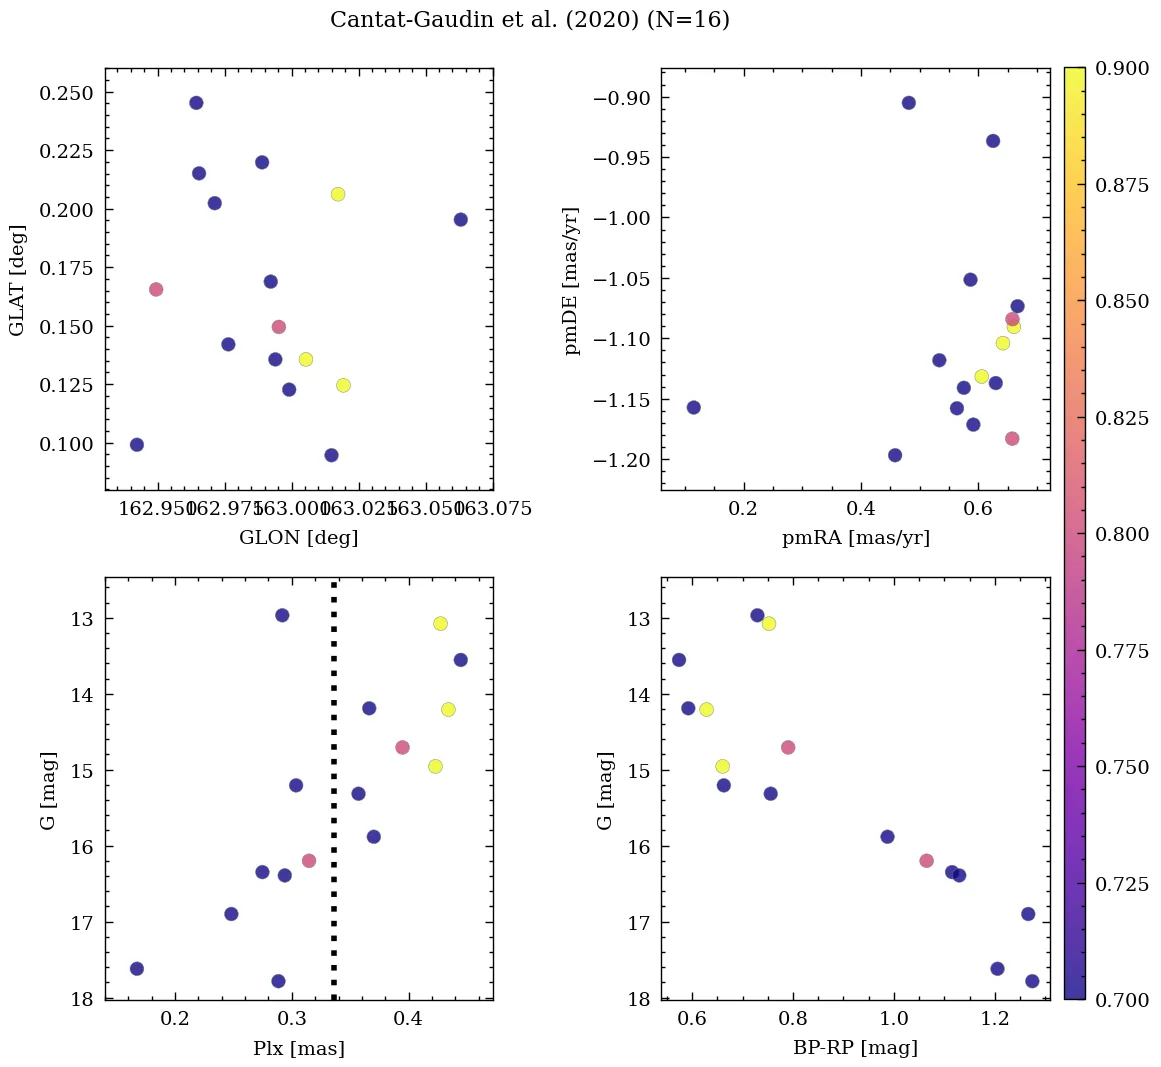 Cantat-Gaudin et al. (2020) (N=16)
0.250
0.225
0.200
0.175
0.150
0.125
0.100
GLAT [deg]
162.950 162.975 163.000 163.025 163.050 163.075
GLON [deg]
−0.90
−0.95
−1.00
−1.05
−1.10
−1.15
−1.20
pmDE [mas/yr]
0.2 0.4 0.6
pmRA [mas/yr]
13
14
15
16
17
18
G [mag]
0.2 0.3 0.4
Plx [mas]
13
14
15
16
17
18
G [mag]
0.6 0.8 1.0 1.2
BP-RP [mag]
0.900
0.875
0.850
0.825
0.800
0.775
0.750
0.725
0.700